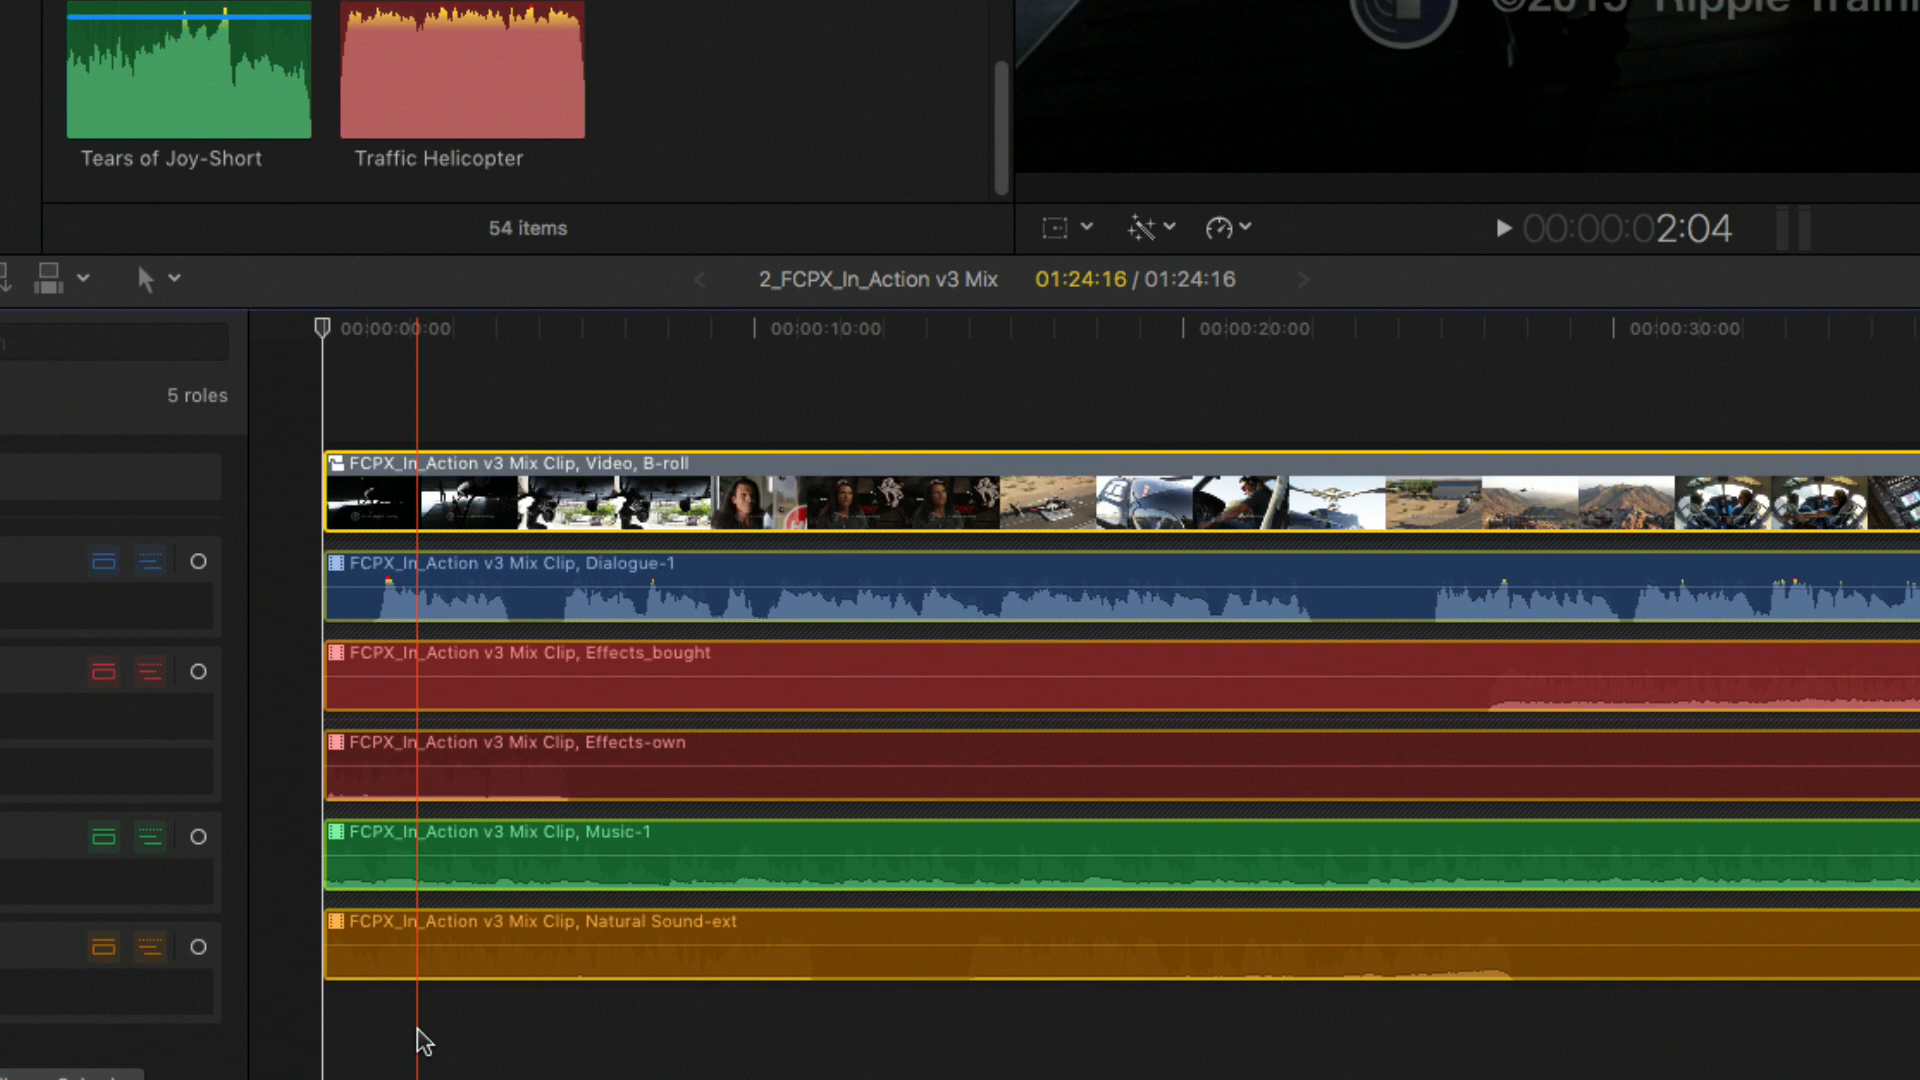 ©2015 Ripple Traini
Tears of Joy-Short
Traffic Helicopter
54 items
00:00:02:04
2_FCPX_In_Action v3 Mix
01:24:16 / 01:24:16
00:00:00:00
00:00:10:00
00:00:20:00
00:00:30:00
5 roles
FCPX_In_Action v3 Mix Clip, Video, B-roll
FCPX_In_Action v3 Mix Clip, Dialogue-1
FCPX_In_Action v3 Mix Clip, Effects_bought
FCPX_In_Action v3 Mix Clip, Effects-own
FCPX_In_Action v3 Mix Clip, Music-1
FCPX_In_Action v3 Mix Clip, Natural Sound-ext